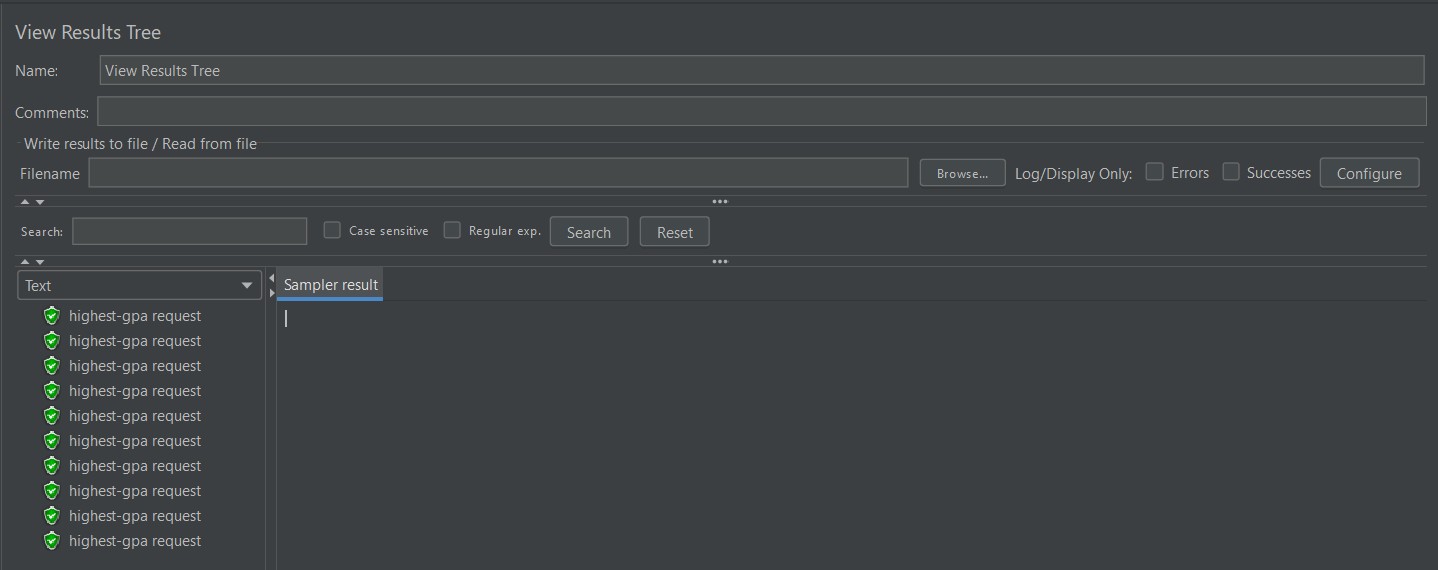 View Results Tree
Name: View Results Tree
Comments:
Write results to file / Read from file
Filename Browse... Log/Display Only: Errors Successes Configure
Search: Case sensitive Regular exp. Search Reset
Text Sampler result
highest-gpa request
highest-gpa request
highest-gpa request
highest-gpa request
highest-gpa request
highest-gpa request
highest-gpa request
highest-gpa request
highest-gpa request
highest-gpa request